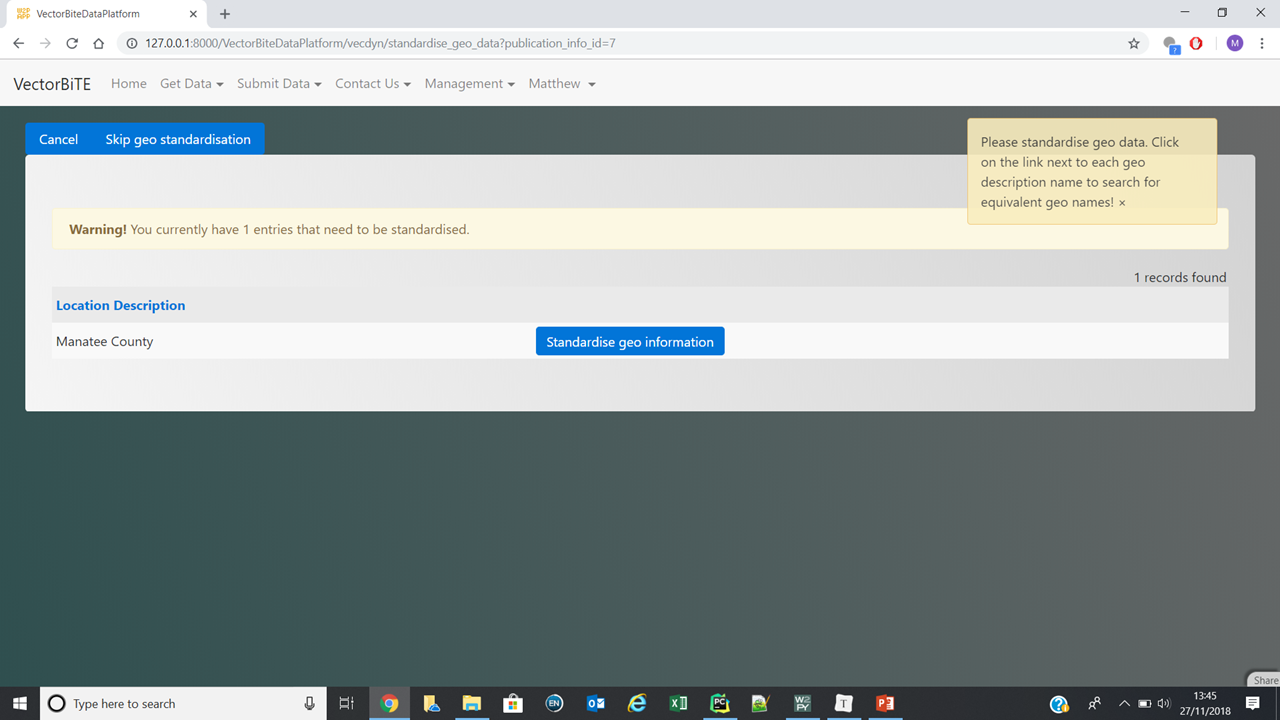 VectorBiteDataPlatform
127.0.0.1:8000/VectorBiteDataPlatform/vecdyn/standardise_geo_data?publication_info_id=7
M
VectorBiTE Home Get Data Submit Data Contact Us Management Matthew
Cancel Skip geo standardisation
Please standardise geo data. Click
on the link next to each geo
description name to search for
equivalent geo names! ×
Warning! You currently have 1 entries that need to be standardised.
1 records found
Location Description
Manatee County Standardise geo information
Share
Type here to search
EN
PC
W2
PY
T
13:45
27/11/2018